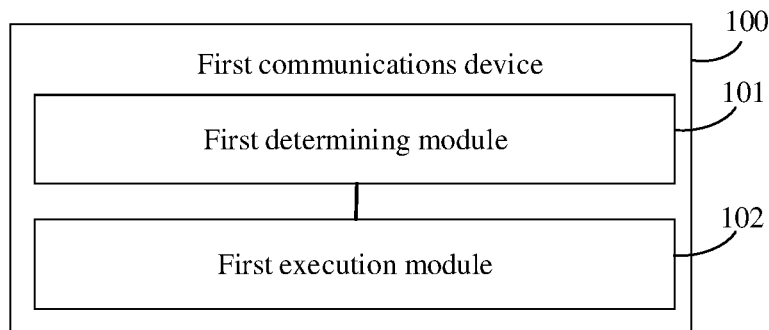 100
First communications device
101
First determining module
102
First execution module